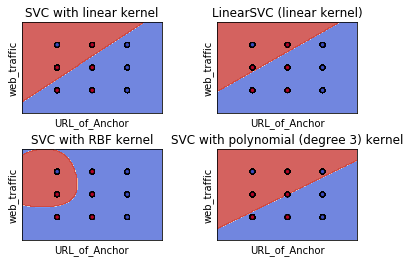 SVC with linear kernel
LinearSVC (linear kernel)
web_traffic
web_traffic
URL_of_Anchor
URL_of_Anchor
SVC with RBF kernel
SVC with polynomial (degree 3) kernel
web_traffic
web_traffic
URL_of_Anchor
URL_of_Anchor